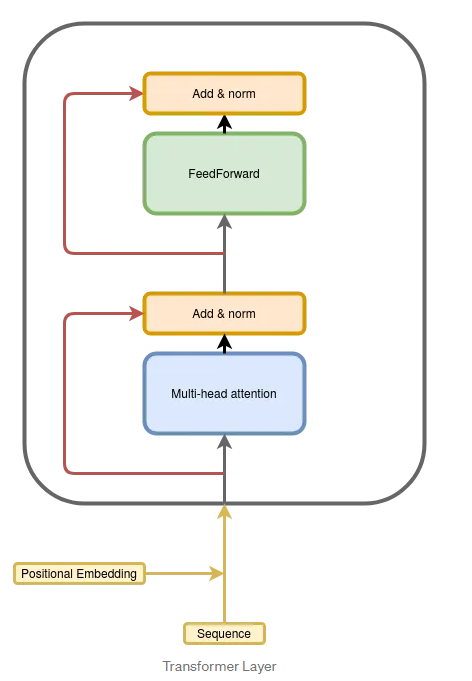 Add & norm
FeedForward
Add & norm
Multi-head attention
Positional Embedding
Sequence
Transformer Layer